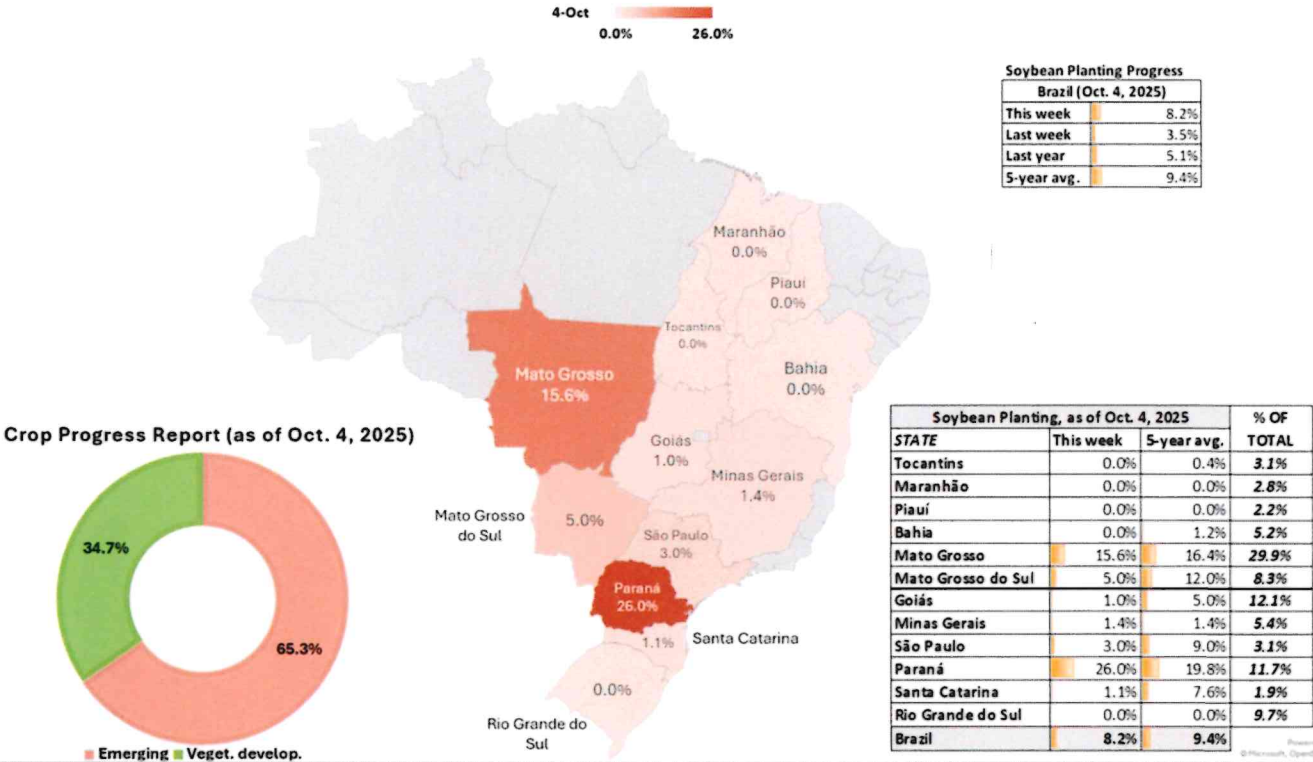 4-Oct
0.0% 26.0%
Soybean Planting Progress
Brazil (Oct. 4, 2025)
This week 8.2%
Last week 3.5%
Last year 5.1%
5-year avg. 9.4%
Maranhão
0.0%
Piauí
0.0%
Tocantins
0.0%
Bahia
0.0%
Mato Grosso
15.6%
Goiás
1.0%
Minas Gerais
1.4%
Mato Grosso
do Sul
5.0%
São Paulo
3.0%
Paraná
26.0%
1.1% Santa Catarina
0.0%
Rio Grande do
Sul
Crop Progress Report (as of Oct. 4, 2025)
34.7%
65.3%
Emerging Veget. develop.
Soybean Planting, as of Oct. 4, 2025 % OF
STATE This week 5-year avg. TOTAL
Tocantins 0.0% 0.4% 3.1%
Maranhão 0.0% 0.0% 2.8%
Piauí 0.0% 0.0% 2.2%
Bahia 0.0% 1.2% 5.2%
Mato Grosso 15.6% 16.4% 29.9%
Mato Grosso do Sul 5.0% 12.0% 8.3%
Goiás 1.0% 5.0% 12.1%
Minas Gerais 1.4% 1.4% 5.4%
São Paulo 3.0% 9.0% 3.1%
Paraná 26.0% 19.8% 11.7%
Santa Catarina 1.1% 7.6% 1.9%
Rio Grande do Sul 0.0% 0.0% 9.7%
Brazil 8.2% 9.4%
© Microsoft,